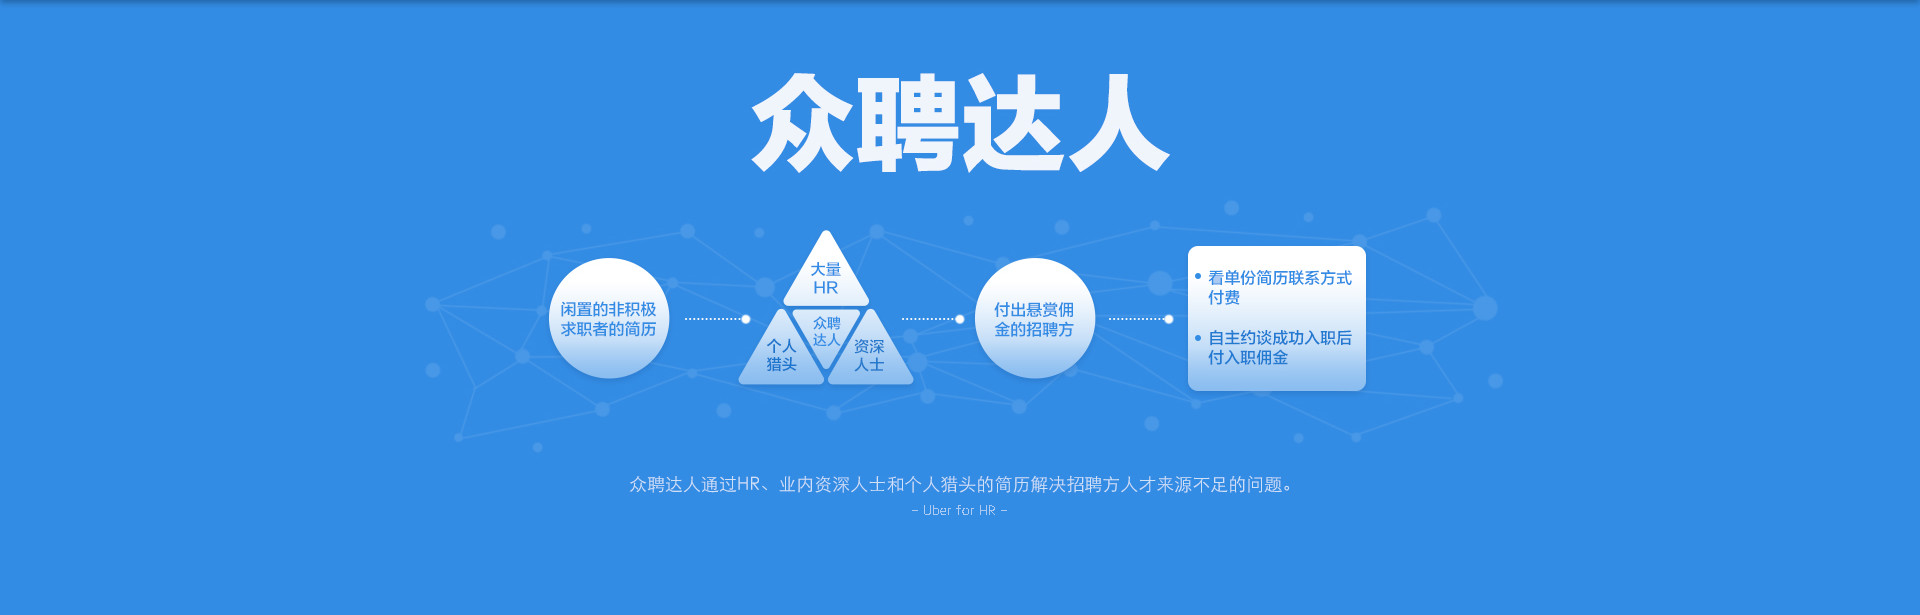 众聘达人
闲置的非积极
求职者的简历
大量
HR
众聘
达人
个人
猎头
资深
人士
付出悬赏佣
金的招聘方
• 看单份简历联系方式
付费
• 自主约谈成功入职后
付入职佣金
众聘达人通过HR、业内资深人士和个人猎头的简历解决招聘方人才来源不足的问题。
- Uber for HR -